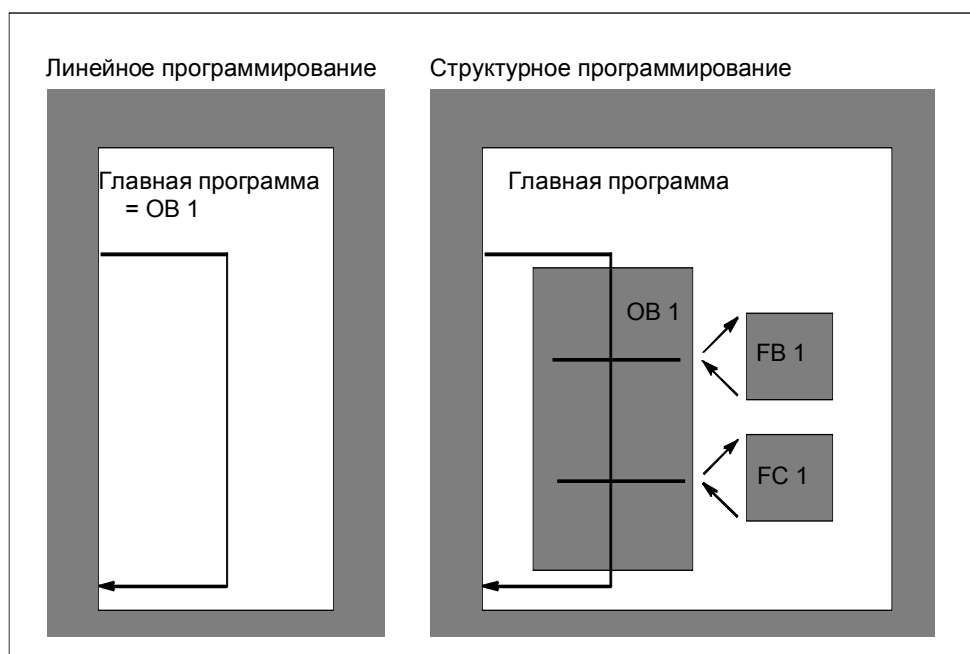 Линейное программирование
Структурное программирование
Главная программа
= OB 1
Главная программа
OB 1
FB 1
FC 1